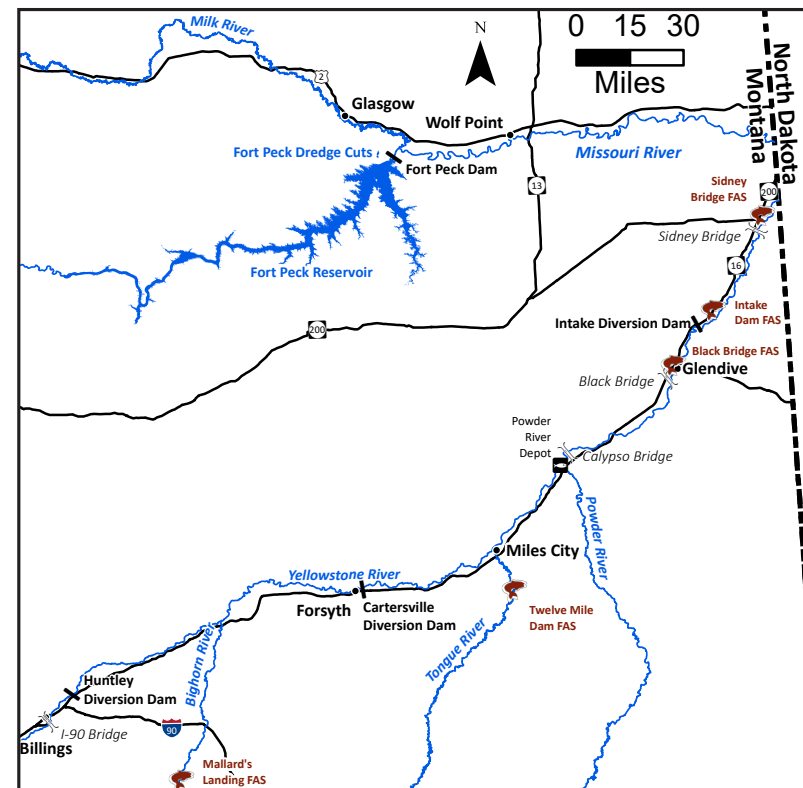 Milk River
N
0 15 30
Miles
2
Glasgow
Wolf Point
North Dakota
Montana
Fort Peck Dredge Cuts
Fort Peck Dam
Missouri River
13
Sidney
Bridge FAS
200
Sidney Bridge
Fort Peck Reservoir
16
Intake
Dam FAS
Intake Diversion Dam
200
Black Bridge FAS
Glendive
Black Bridge
Powder
River
Depot
Calypso Bridge
Powder River
Miles City
Yellowstone River
Forsyth
Cartersville
Diversion Dam
Twelve Mile
Dam FAS
Tongue River
Bighorn River
Huntley
Diversion Dam
I-90 Bridge
90
Billings
Mallard's
Landing FAS